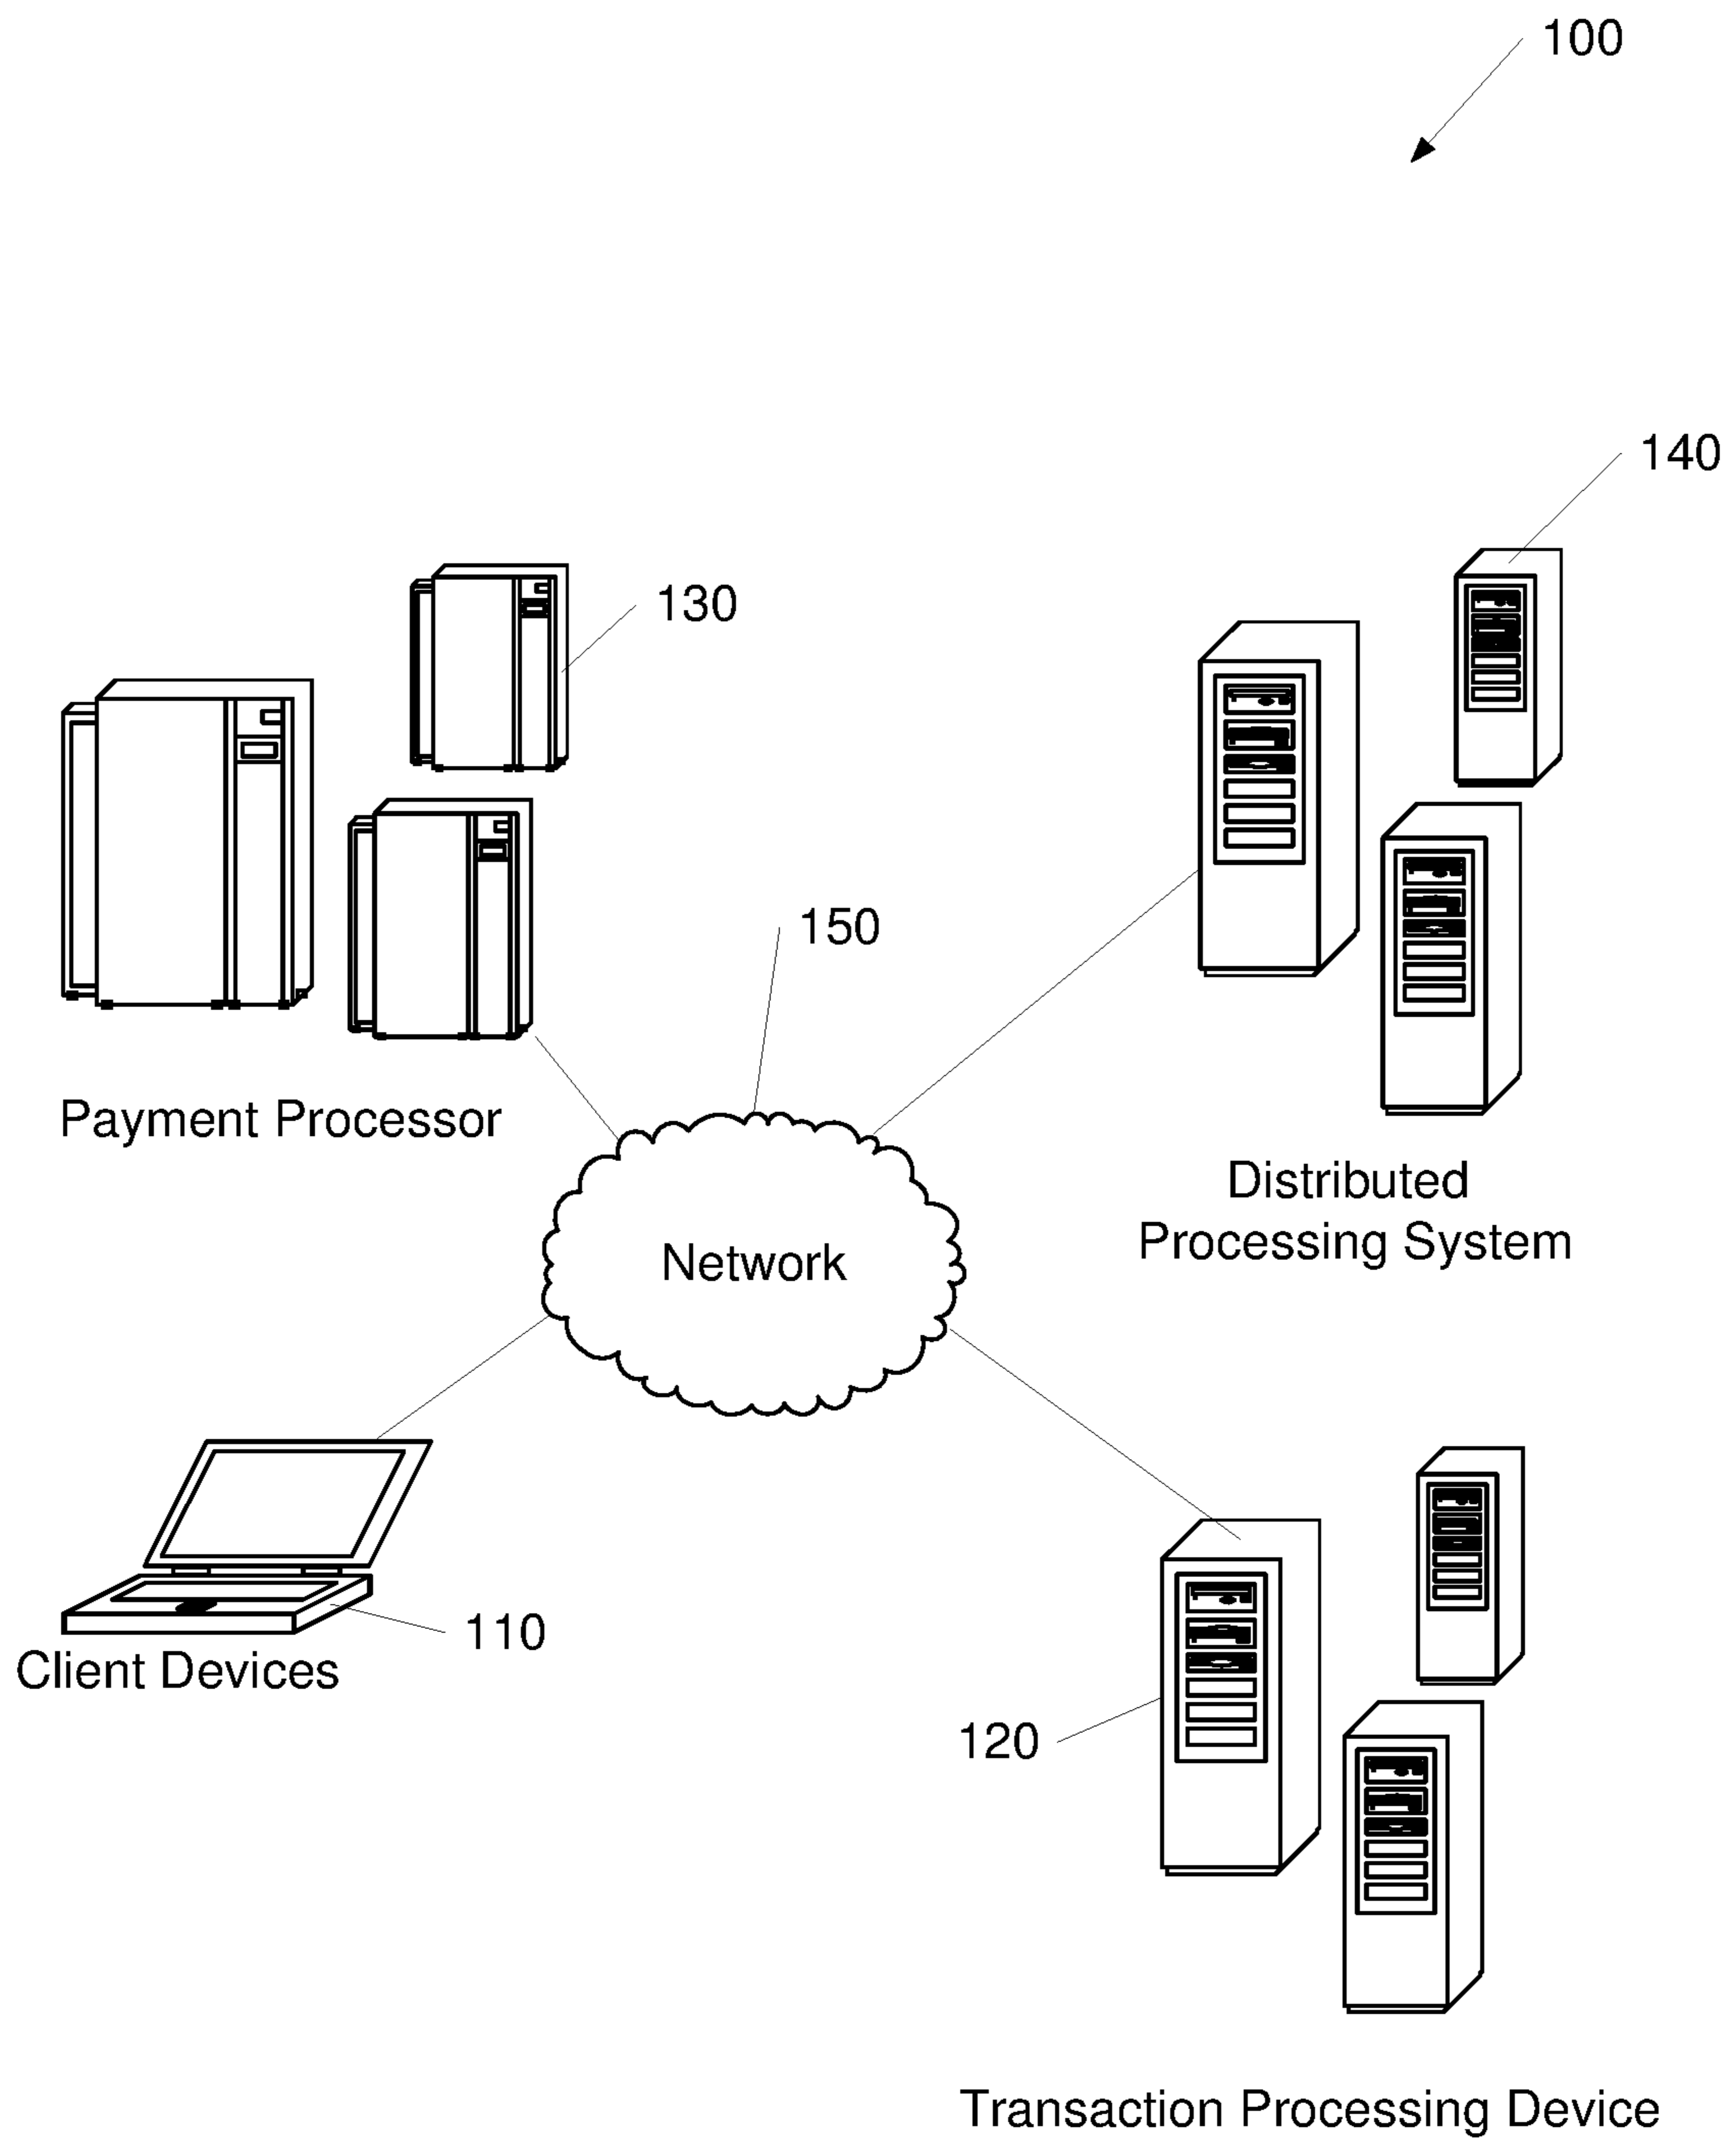 100
140
130
150
Payment Processor
Distributed
Processing System
Network
110
Client Devices
120
Transaction Processing Device